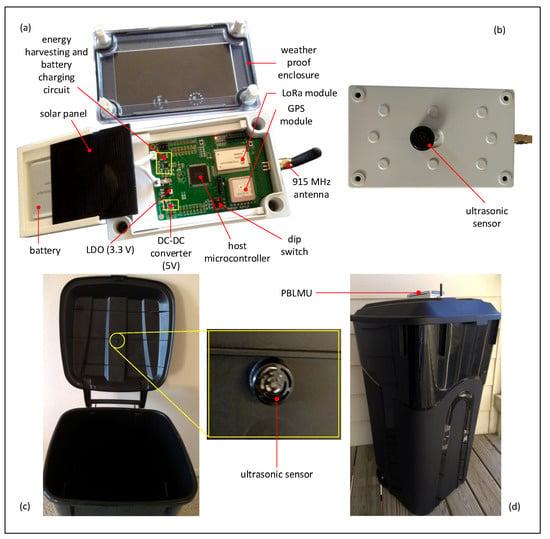 (a)
energy
harvesting and
battery
charging
circuit
solar panel
weather
proof
enclosure
LoRa module
GPS
module
915 MHz
antenna
battery
LDO (3.3 V)
DC-DC
converter
(5V)
host
microcontroller
dip
switch
(b)
ultrasonic
sensor
(c)
ultrasonic sensor
PBLMU
(d)